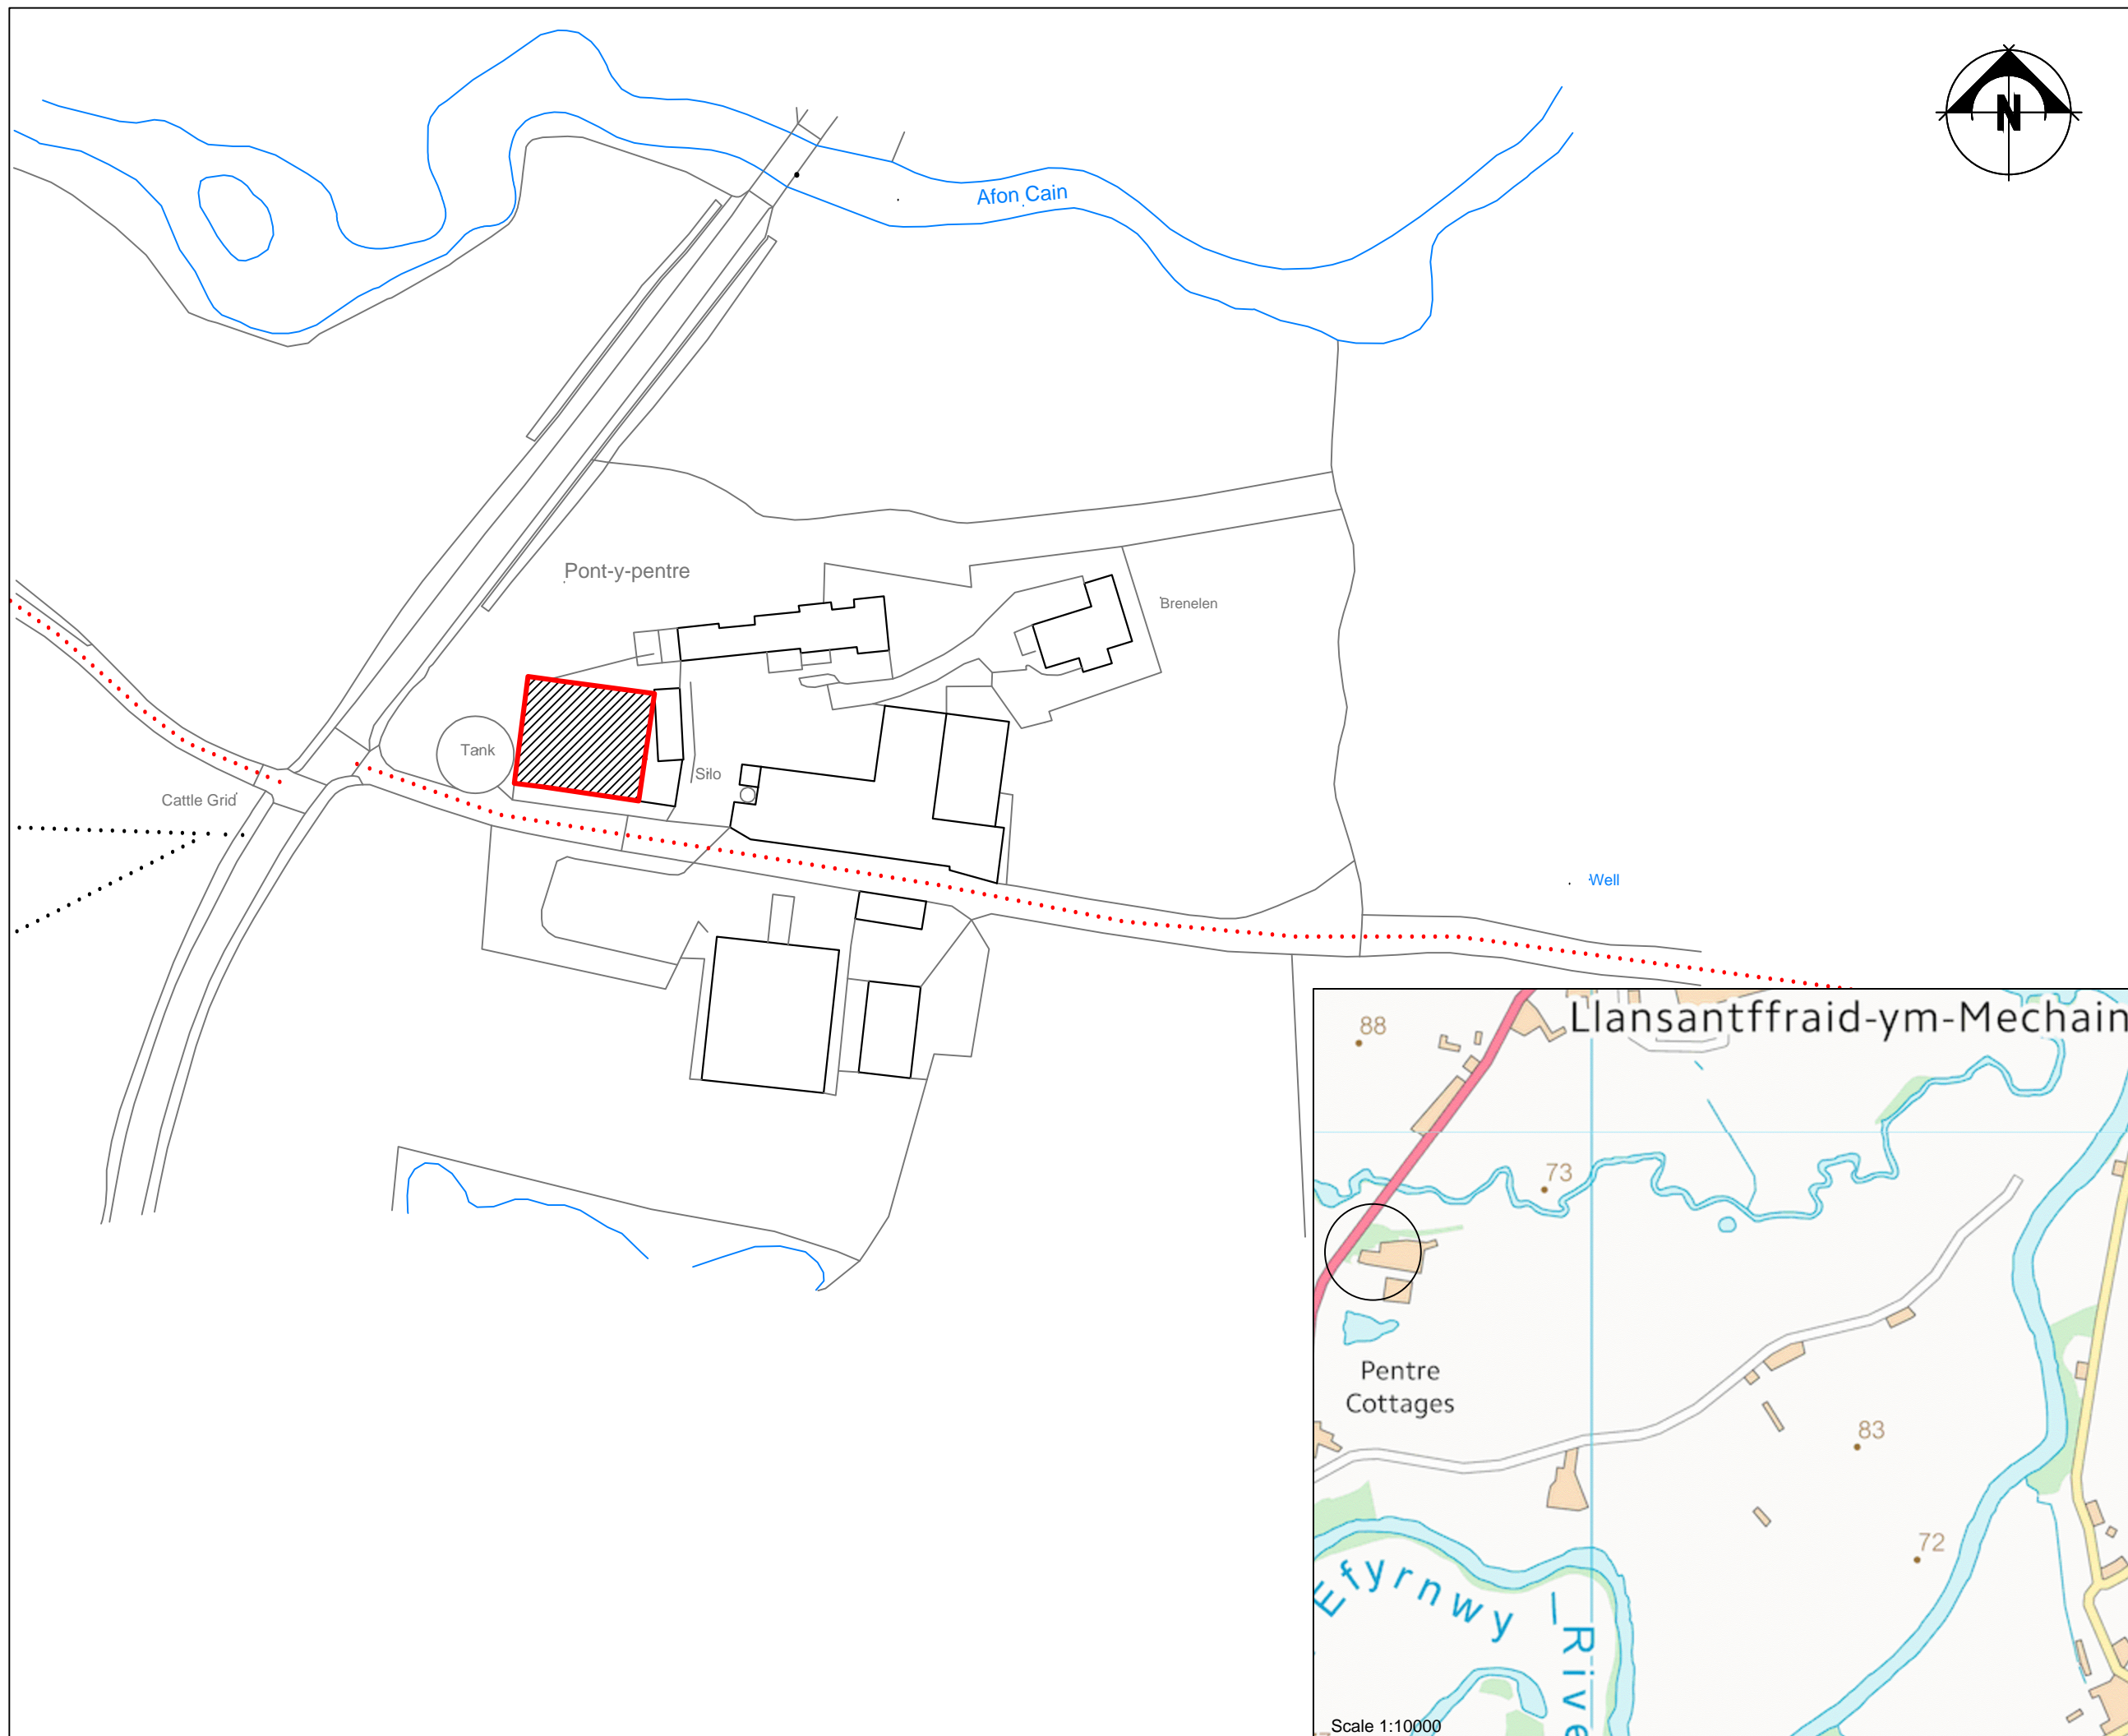 N
Afon Cain
Pont-y-pentre
Brenelen
Tank
Silo
Cattle Grid
Well
Llansantffraid-ym-Mechain
88
73
Pentre
Cottages
83
72
Efyrnwy
Rive
Scale 1:10000